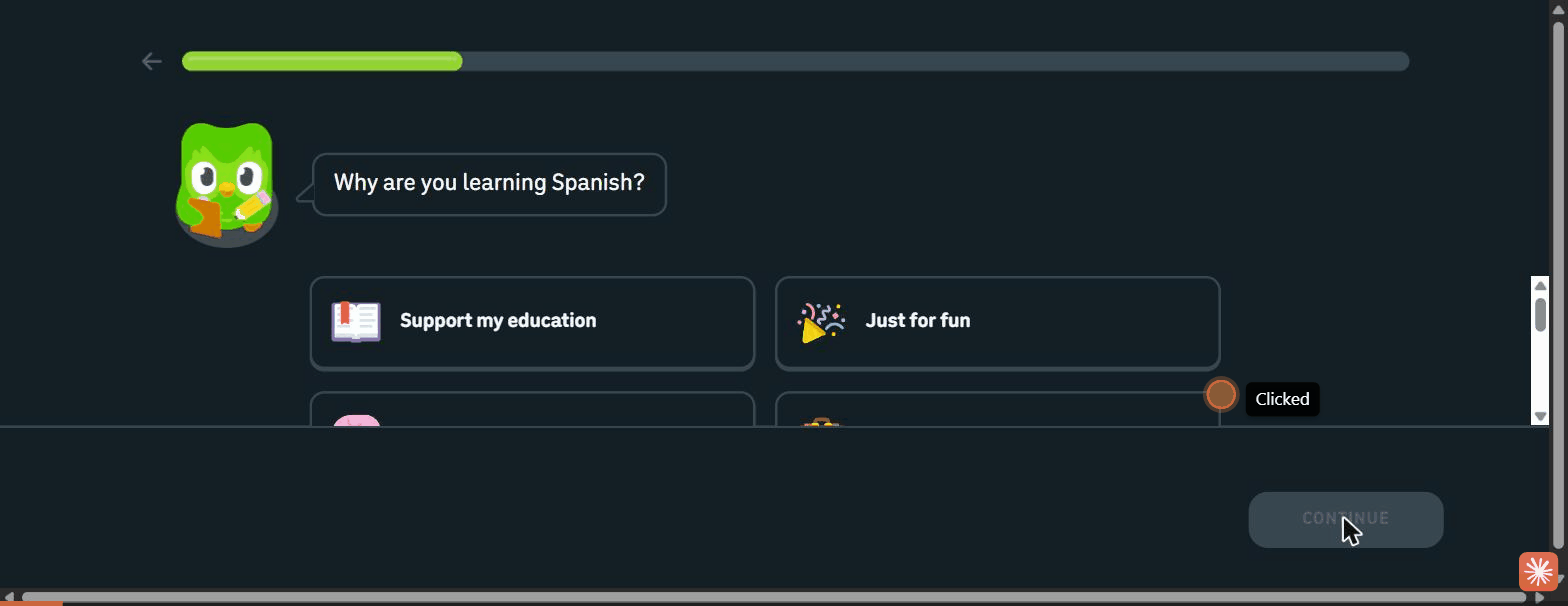 Why are you learning Spanish?
Support my education
Just for fun
Clicked
CONTINUE